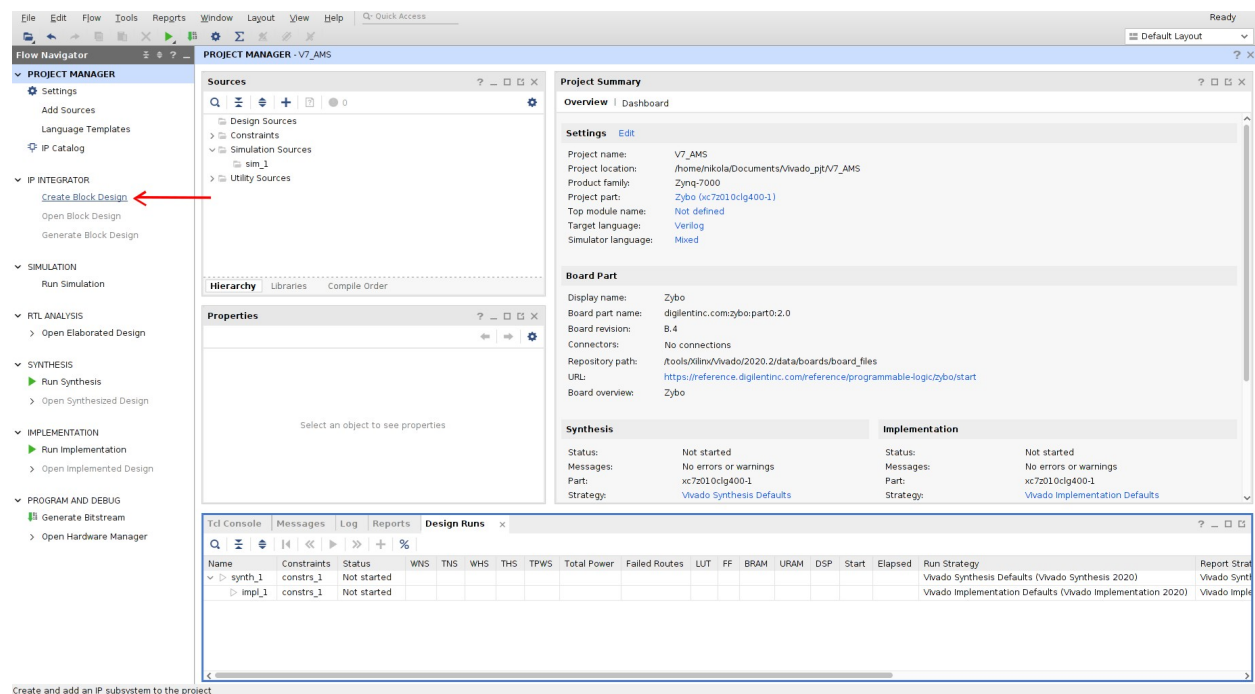 File Edit Flow Tools Reports Window Layout View Help Q- Quick Access Ready
Default Layout
Flow Navigator
PROJECT MANAGER - V7_AMS
PROJECT MANAGER
Settings
Add Sources
Language Templates
IP Catalog
IP INTEGRATOR
Create Block Design
Open Block Design
Generate Block Design
SIMULATION
Run Simulation
RTL ANALYSIS
Open Elaborated Design
SYNTHESIS
Run Synthesis
Open Synthesized Design
IMPLEMENTATION
Run Implementation
Open Implemented Design
PROGRAM AND DEBUG
Generate Bitstream
Open Hardware Manager
Sources
0
Design Sources
Constraints
Simulation Sources
sim_1
Utility Sources
Hierarchy Libraries Compile Order
Properties
Select an object to see properties
Project Summary
Overview | Dashboard
Settings Edit
Project name: V7_AMS
Project location: /home/nikola/Documents/Vivado_pjt/V7_AMS
Product family: Zynq-7000
Project part: Zybo (xc7z010clg400-1)
Top module name: Not defined
Target language: Verilog
Simulator language: Mixed
Board Part
Display name: Zybo
Board part name: digilentinc.com:zybo:part0:2.0
Board revision: B.4
Connectors: No connections
Repository path: /tools/Xilinx/Vivado/2020.2/data/boards/board_files
URL: https://reference.digilentinc.com/reference/programmable-logic/zybo/start
Board overview: Zybo
Synthesis
Status: Not started
Messages: No errors or warnings
Part: xc7z010clg400-1
Strategy: Vivado Synthesis Defaults
Implementation
Status: Not started
Messages: No errors or warnings
Part: xc7z010clg400-1
Strategy: Vivado Implementation Defaults
Tcl Console Messages Log Reports Design Runs
Name Constraints Status WNS TNS WHS THS TPWS Total Power Failed Routes LUT FF BRAM URAM DSP Start Elapsed Run Strategy Report Strat
synth_1 constrs_1 Not started Vivado Synthesis Defaults (Vivado Synthesis 2020) Vivado Synth
impl_1 constrs_1 Not started Vivado Implementation Defaults (Vivado Implementation 2020) Vivado Imple
Create and add an IP subsystem to the project